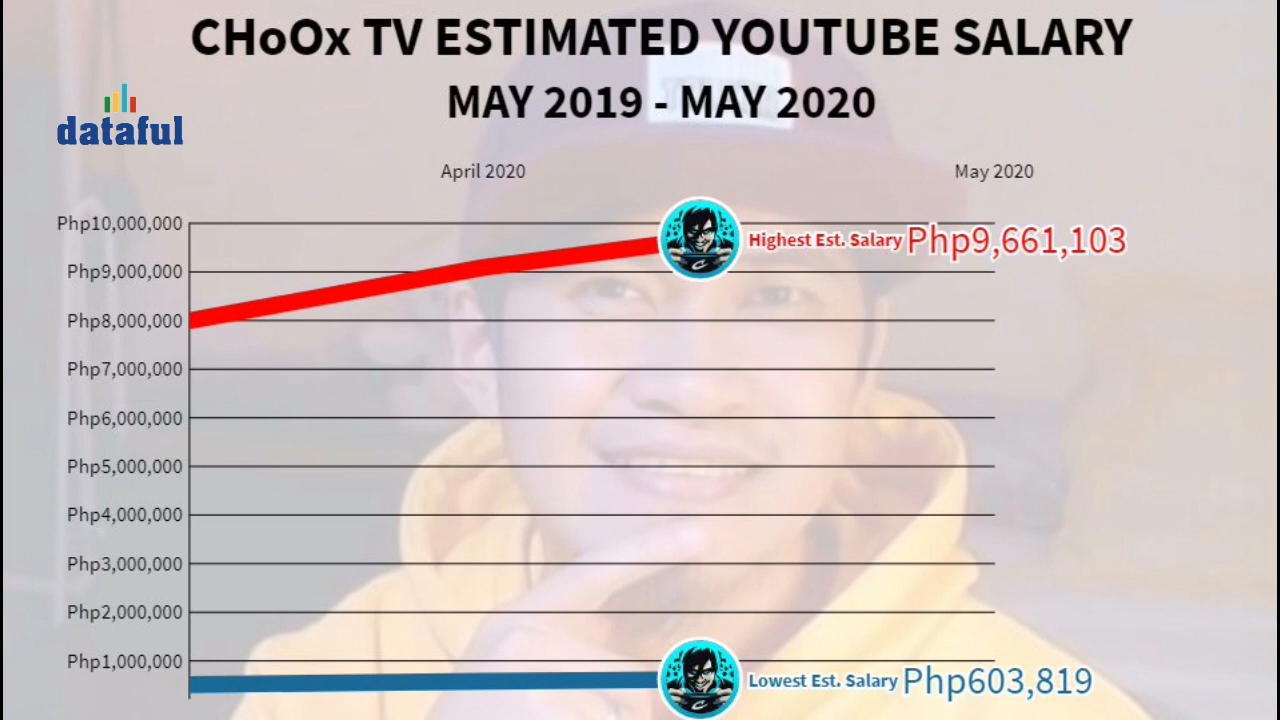 CHoOx TV ESTIMATED YOUTUBE SALARY
MAY 2019 - MAY 2020
dataful
April 2020 May 2020
Php10,000,000
Highest Est. Salary Php9,661,103
Php9,000,000
Php8,000,000
Php7,000,000
Php6,000,000
Php5,000,000
Php4,000,000
Php3,000,000
Php2,000,000
Php1,000,000
Lowest Est. Salary Php603,819